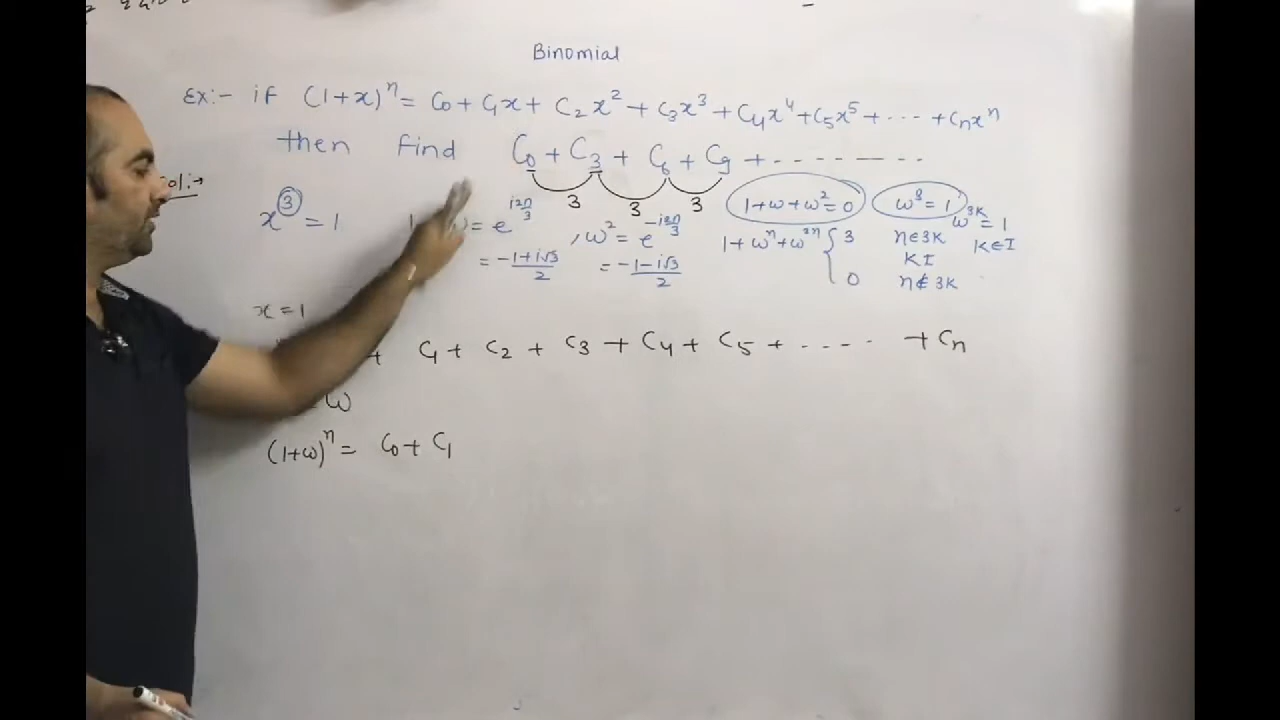 Binomial
Ex:- if (1+x)^n = C0 + C1x + C2x^2 + C3x^3 + C4x^4 + C5x^5 + ··· + Cnx^n
then find C0 + C3 + C6 + C9 + - - - - - - - - -
ol:→
3 3 3
x^3 = 1
= e^(i2π/3) , ω^2 = e^(-i2π/3)
1+ω+ω^2=0 ω^3=1
ω^3K=1
= (-1+i√3)/2 = (-1-i√3)/2
1+ω^n+ω^2n { 3 n∈3K K∈I
KI
0 n∉3K
x=1
+ C1 + C2 + C3 + C4 + C5 + - - - - + Cn
ω
(1+ω)^n = C0 + C1